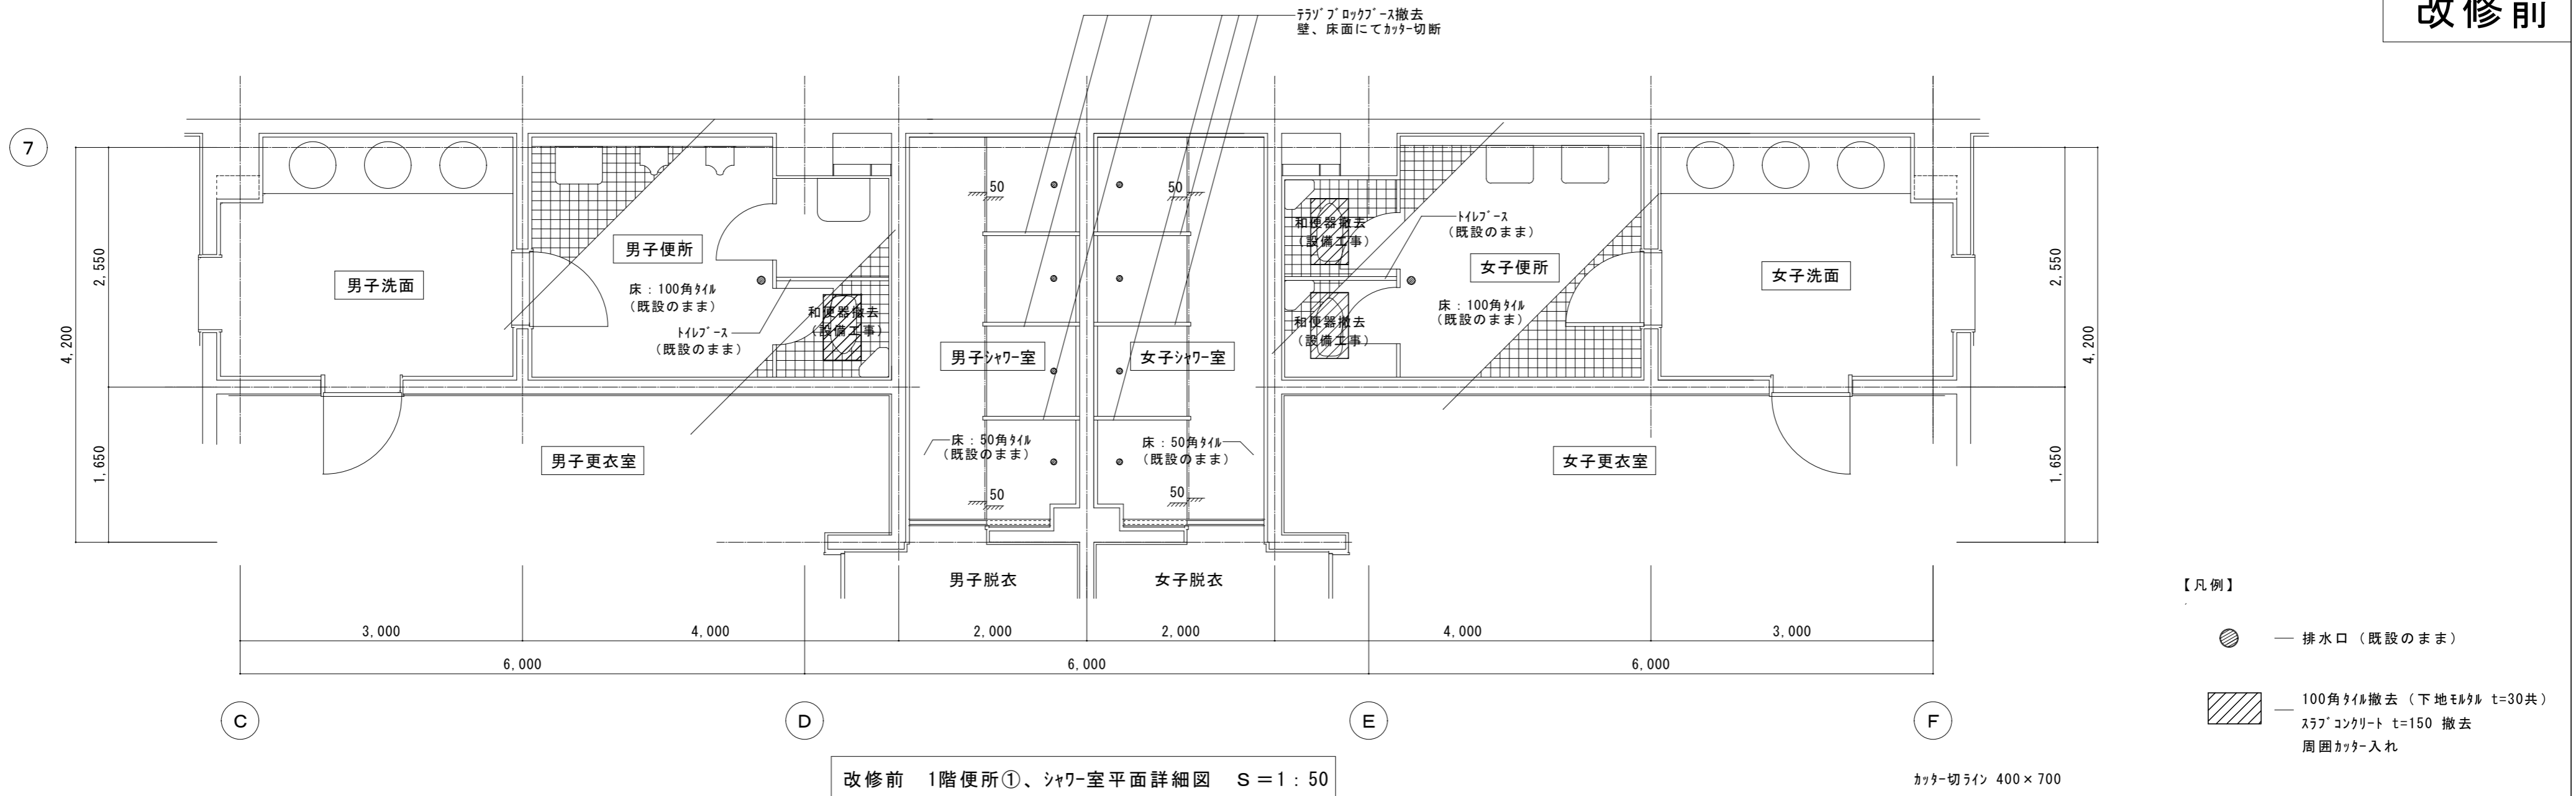 改修前
ﾃﾗｿﾞﾌﾞﾛｯｸﾌﾞｰｽ撤去
壁、床面にてｶｯﾀｰ切断
7
50
50
和便器撤去
(設備工事)
ﾄｲﾚﾌﾞｰｽ
(既設のまま)
男子便所
女子便所
男子洗面
女子洗面
2,550
2,550
床：100角ﾀｲﾙ
(既設のまま)
床：100角ﾀｲﾙ
(既設のまま)
和便器撤去
(設備工事)
和便器撤去
(設備工事)
ﾄｲﾚﾌﾞｰｽ
(既設のまま)
4,200
4,200
男子ｼｬﾜｰ室
女子ｼｬﾜｰ室
床：50角ﾀｲﾙ
(既設のまま)
床：50角ﾀｲﾙ
(既設のまま)
1,650
1,650
男子更衣室
女子更衣室
50
50
男子脱衣
女子脱衣
3,000
4,000
2,000
2,000
4,000
3,000
6,000
6,000
6,000
C
D
E
F
【凡例】
排水口（既設のまま）
100角ﾀｲﾙ撤去（下地ﾓﾙﾀﾙ t=30共）
ｽﾗﾌﾞｺﾝｸﾘｰﾄ t=150 撤去
周囲ｶｯﾀｰ入れ
改修前　1階便所①、ｼｬﾜｰ室平面詳細図　S＝1：50
ｶｯﾀｰ切ﾗｲﾝ 400×700